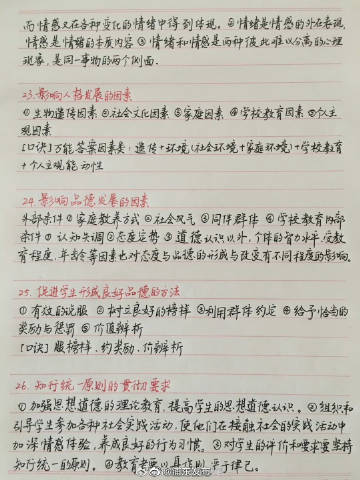 而情感又在各种变化的情绪中得到体现。②情绪是情感的外在表现,
情感是情绪的本质内容③情绪和情感是两种彼此难以分离的心理
现象,是同一事物的两个侧面.
23.影响人格发展的因素
①生物遗传因素②社会文化因素③家庭因素④学校教育因素⑤个人主
观因素
[口诀]万能答案因素类:遗传+环境(社会环境+家庭环境)+学校教育
+个人主观能动性
24.影响品德发展的因素
外部条件①家庭教养方式②社会风气③同伴群体④学校教育内部
条件①认知失调②态度定势③道德认识以外,个体的智力水平,受教
育程度,年龄等因素也对态度与品德的形成与改变有不同程度的影响.
25.促进学生形成良好品德的方法
①有效的说服②树立良好的榜样③利用群体约定④给予恰当的
奖励与惩罚⑤价值辨析
[口诀]服榜样.约奖励.价辨析
26.知行统一原则的贯彻要求
①加强思想道德的理论教育,提高学生的思想道德认识。②组织和
引导学生参加各种社会实践活动,使他们在接触社会的实践活动中
加深情感体验,养成良好的行为习惯。③对学生的评价和要求要坚持
知行统一的原则。④教育者要以身作则,严于律己。